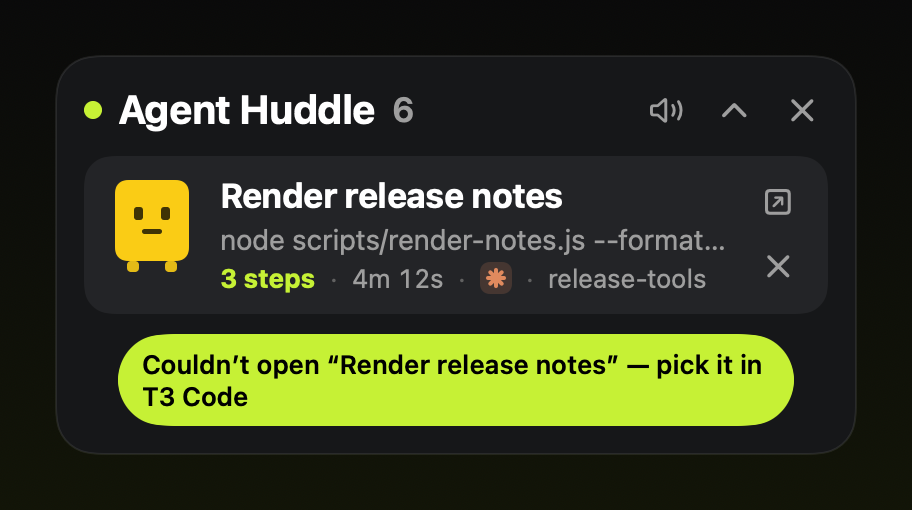 Agent Huddle 6
Render release notes
node scripts/render-notes.js --format...
3 steps · 4m 12s · · release-tools
Couldn’t open “Render release notes” — pick it in
T3 Code